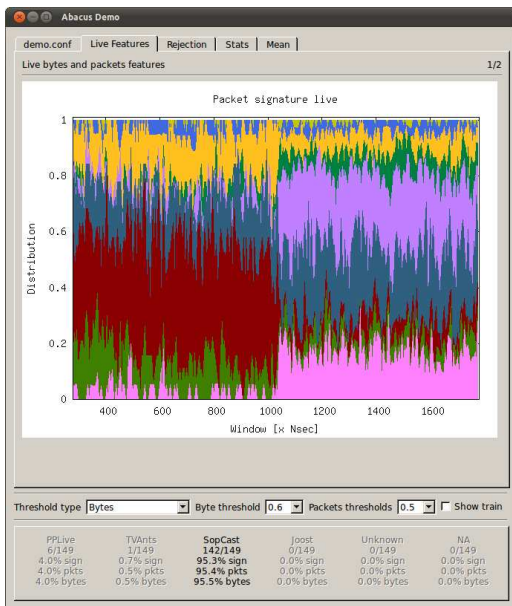 Abacus Demo
demo.conf Live Features Rejection Stats Mean
Live bytes and packets features 1/2
Packet signature live
1
0.8
0.6
0.4
0.2
0
Distribution
400 600 800 1000 1200 1400 1600
Window [x Nsec]
Threshold type Bytes Byte threshold 0.6 Packets thresholds 0.5 Show train
PPLive TVAnts SopCast Joost Unknown NA
6/149 1/149 142/149 0/149 0/149 0/149
4.0% sign 0.7% sign 95.3% sign 0.0% sign 0.0% sign 0.0% sign
4.0% pkts 0.5% pkts 95.4% pkts 0.0% pkts 0.0% pkts 0.0% pkts
4.0% bytes 0.5% bytes 95.5% bytes 0.0% bytes 0.0% bytes 0.0% bytes